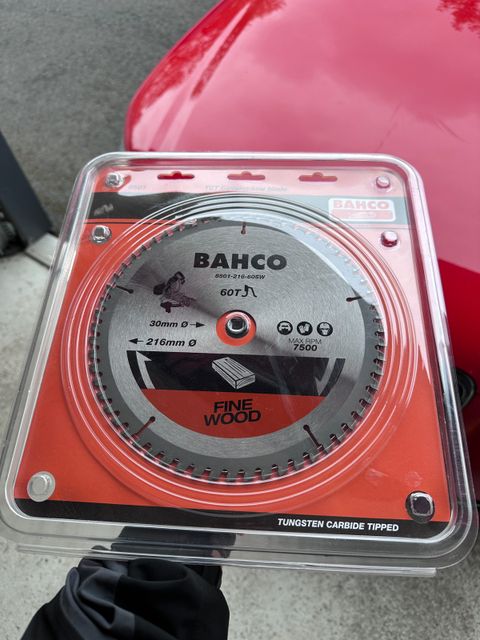 BAHCO
BAHCO
8501-216-60SW
60T
30mm Ø
216mm Ø
MAX RPM
7500
FINE
WOOD
TUNGSTEN CARBIDE TIPPED